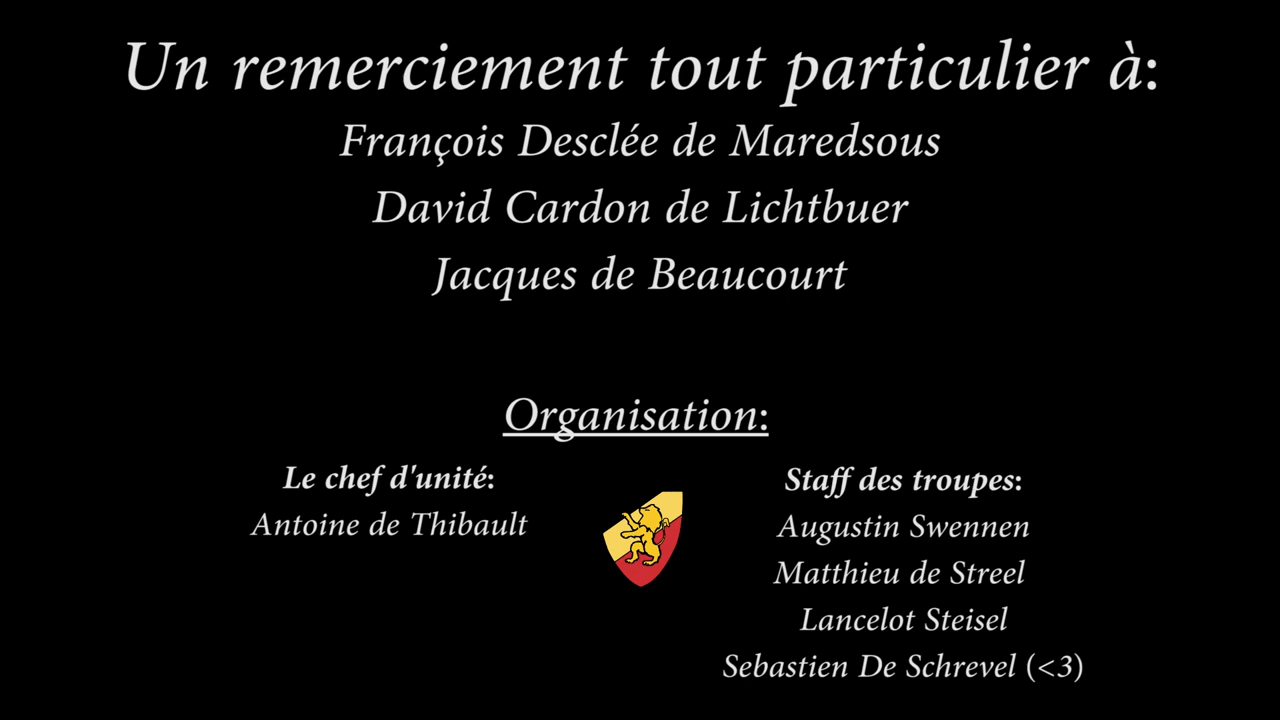 Un remerciement tout particulier à:
François Desclée de Maredsous
David Cardon de Lichtbuer
Jacques de Beaucourt
Organisation:
Le chef d'unité:
Antoine de Thibault
Staff des troupes:
Augustin Swennen
Matthieu de Streel
Lancelot Steisel
Sebastien De Schrevel (<3)